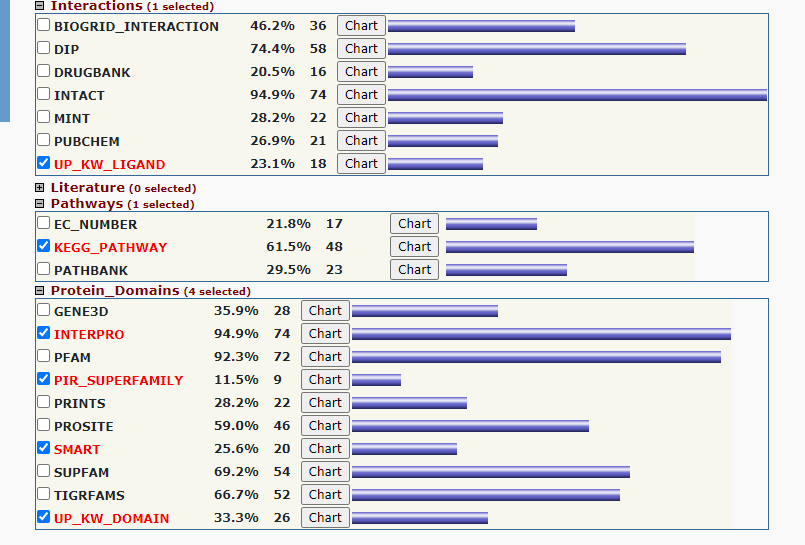 Interactions (1 selected)
BIOGRID_INTERACTION 46.2% 36 Chart
DIP 74.4% 58 Chart
DRUGBANK 20.5% 16 Chart
INTACT 94.9% 74 Chart
MINT 28.2% 22 Chart
PUBCHEM 26.9% 21 Chart
UP_KW_LIGAND 23.1% 18 Chart
Literature (0 selected)
Pathways (1 selected)
EC_NUMBER 21.8% 17 Chart
KEGG_PATHWAY 61.5% 48 Chart
PATHBANK 29.5% 23 Chart
Protein_Domains (4 selected)
GENE3D 35.9% 28 Chart
INTERPRO 94.9% 74 Chart
PFAM 92.3% 72 Chart
PIR_SUPERFAMILY 11.5% 9 Chart
PRINTS 28.2% 22 Chart
PROSITE 59.0% 46 Chart
SMART 25.6% 20 Chart
SUPFAM 69.2% 54 Chart
TIGRFAMS 66.7% 52 Chart
UP_KW_DOMAIN 33.3% 26 Chart